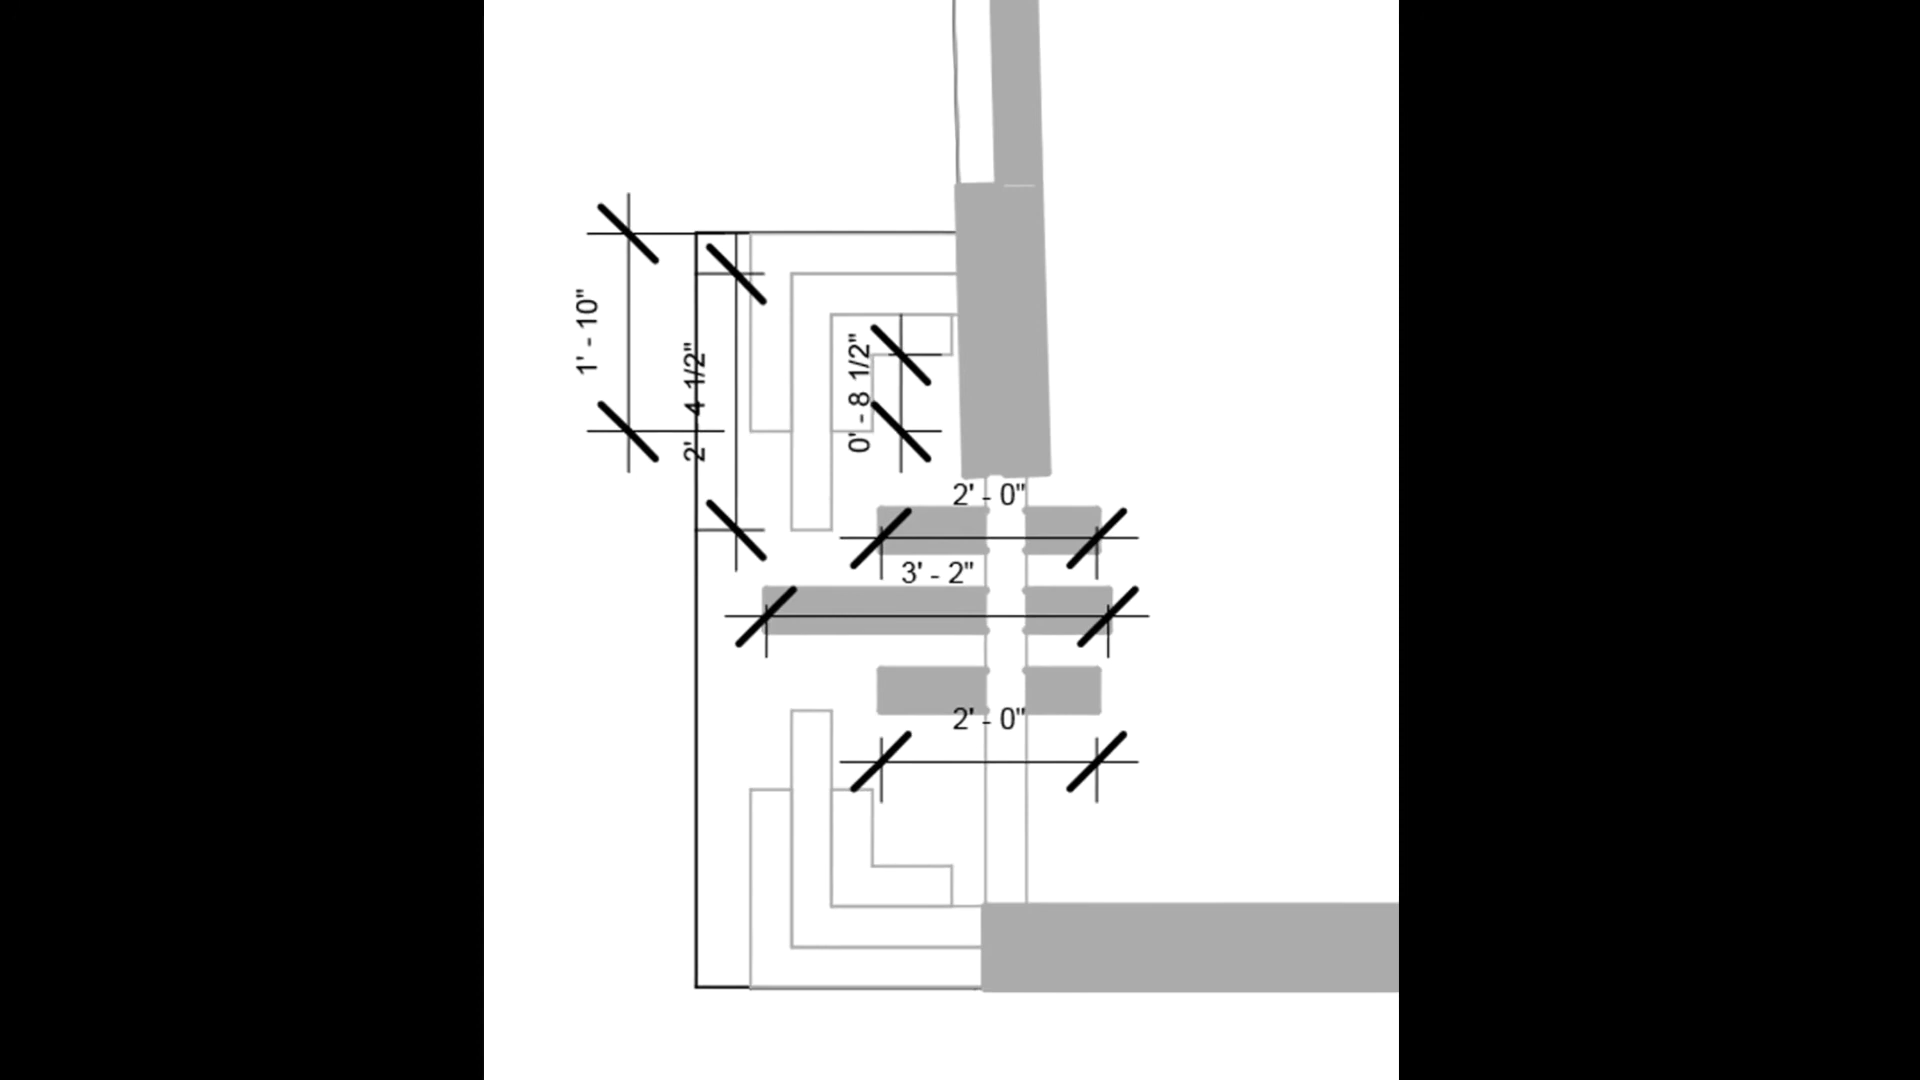 1' - 10"
2' - 4 1/2"
0' - 8 1/2"
2' - 0"
3' - 2"
2' - 0"